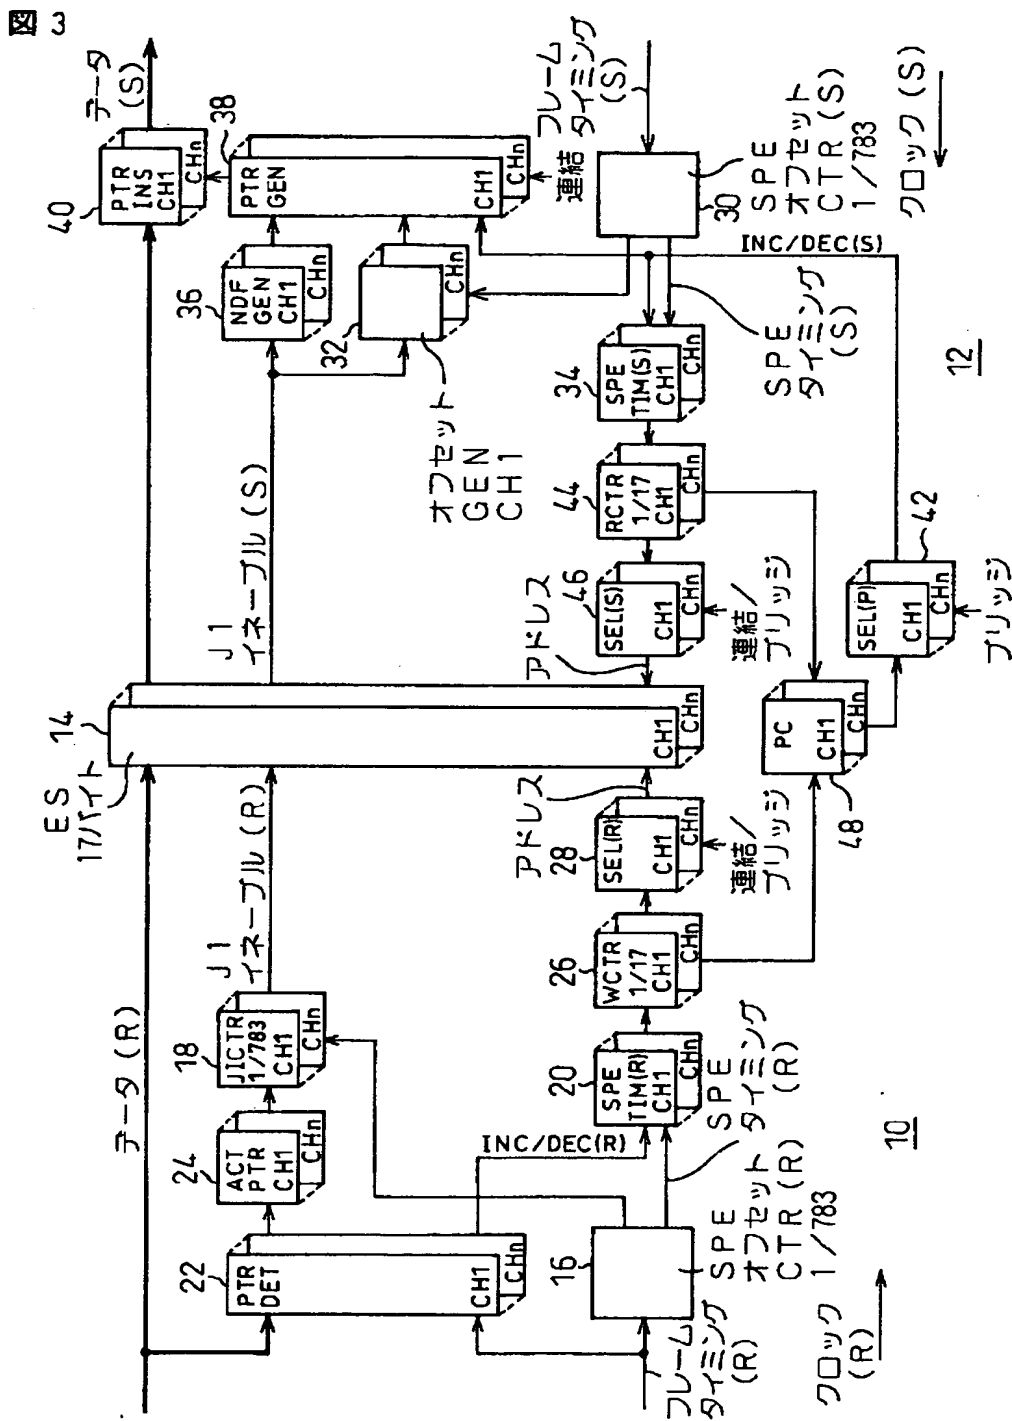 図 3
データ (R)
22
PTR
DET
CH1
CHn
24
ACT
PTR
CH1
CHn
18
JICTR
1/783
CH1
CHn
J1
イネーブル (R)
フレーム
タイミング
(R)
16
SPE
オフセット
CTR (R)
1/783
クロック
(R)
INC/DEC(R)
SPE
タイミング
(R)
10
20
SPE
TIM(R)
CH1
CHn
26
WCTR
1/17
CH1
CHn
28
SEL(R)
CH1
CHn
連結/
ブリッジ
アドレス
ES
17バイト
14
CH1
CHn
48
PC
CH1
CHn
アドレス
46
SEL(S)
CH1
CHn
連結/
ブリッジ
44
RCTR
1/17
CH1
CHn
34
SPE
TIM(S)
CH1
CHn
42
SEL(P)
CH1
CHn
ブリッジ
J1
イネーブル (S)
36
NDF
GEN
CH1
CHn
32
CHn
オフセット
GEN
CH1
SPE
タイミング
(S)
INC/DEC(S)
12
40
PTR
INS
CH1
CHn
38
PTR
GEN
CH1
CHn
連結
データ
(S)
フレーム
タイミング
(S)
30
SPE
オフセット
CTR (S)
1/783
クロック (S)